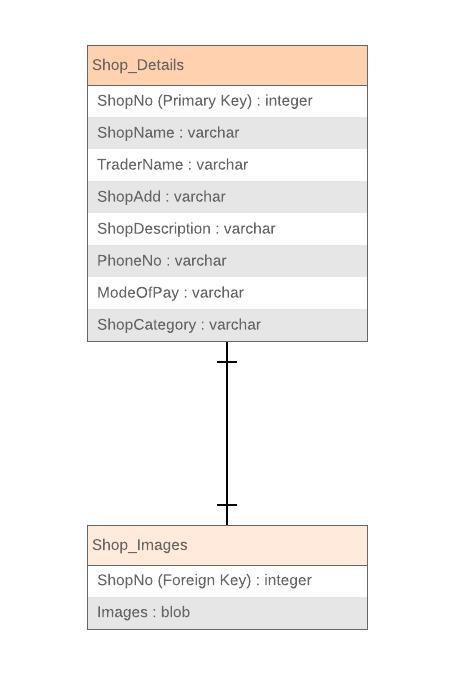 Shop_Details
ShopNo (Primary Key) : integer
ShopName : varchar
TraderName : varchar
ShopAdd : varchar
ShopDescription : varchar
PhoneNo : varchar
ModeOfPay : varchar
ShopCategory : varchar
Shop_Images
ShopNo (Foreign Key) : integer
Images : blob